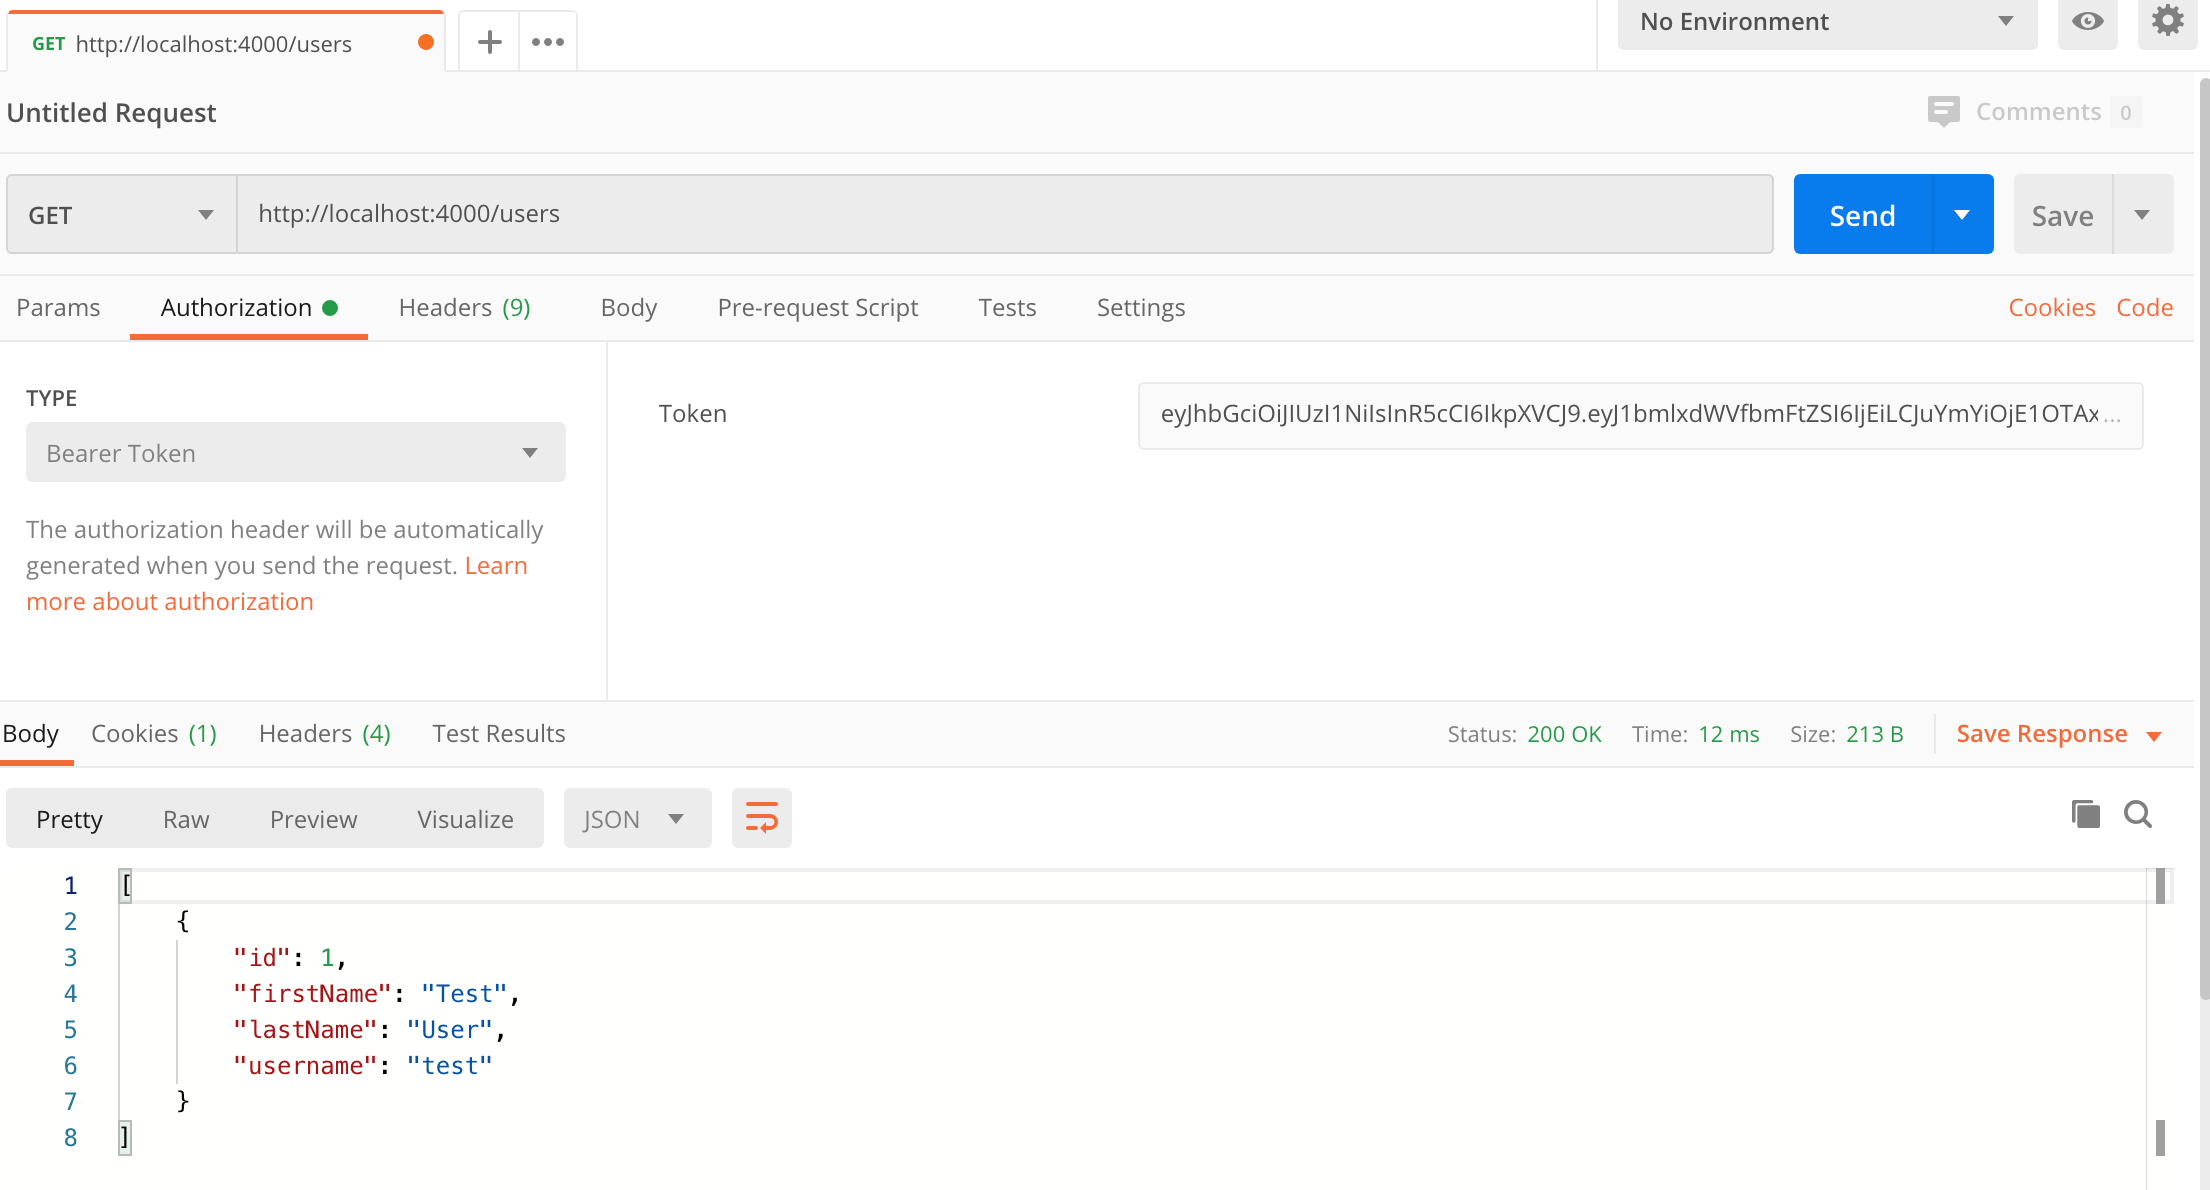 GET http://localhost:4000/users
No Environment
Untitled Request
Comments 0
GET http://localhost:4000/users Send Save
Params Authorization Headers (9) Body Pre-request Script Tests Settings Cookies Code
TYPE
Bearer Token
The authorization header will be automatically
generated when you send the request. Learn
more about authorization
Token eyJhbGciOiJIUzI1NiIsInR5cCI6IkpXVCJ9.eyJ1bmlxdWVfbmFtZSI6IjEiLCJuYmYiOjE1OTAx...
Body Cookies (1) Headers (4) Test Results Status: 200 OK Time: 12 ms Size: 213 B Save Response
Pretty Raw Preview Visualize JSON
1 [
2 {
3 "id": 1,
4 "firstName": "Test",
5 "lastName": "User",
6 "username": "test"
7 }
8 ]